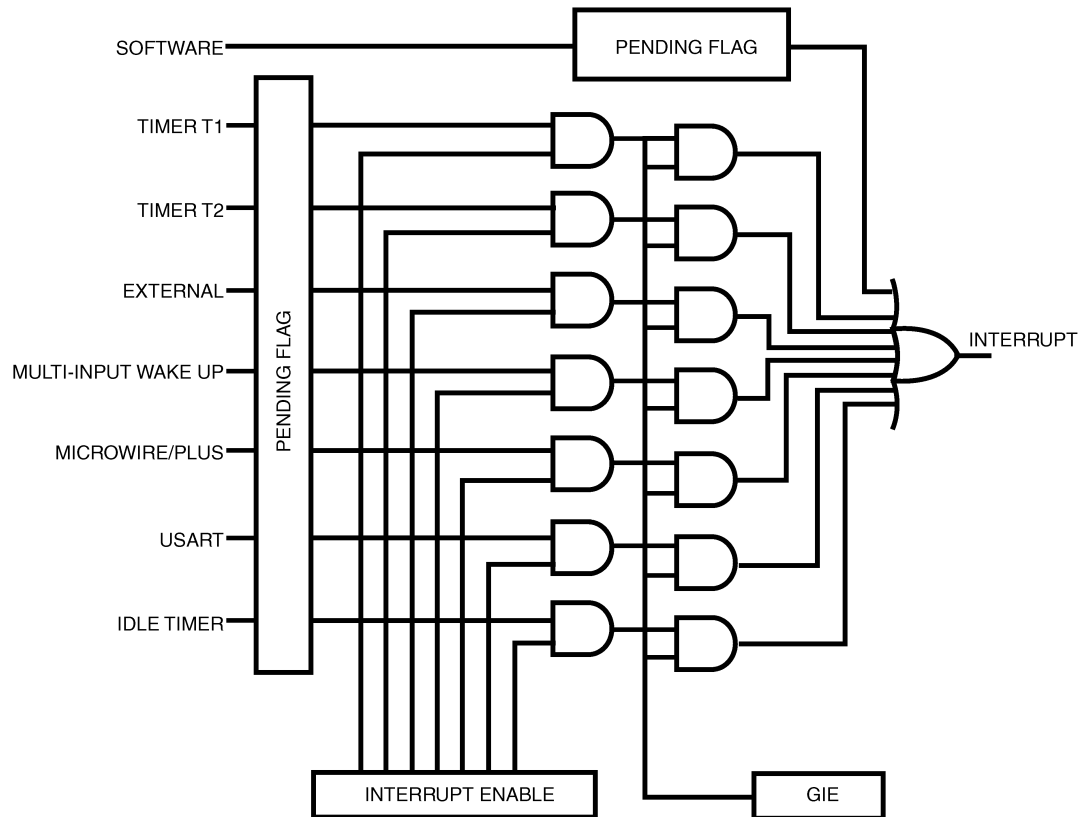 SOFTWARE
PENDING FLAG
TIMER T1
TIMER T2
EXTERNAL
MULTI-INPUT WAKE UP
MICROWIRE/PLUS
USART
IDLE TIMER
PENDING FLAG
INTERRUPT
INTERRUPT ENABLE
GIE